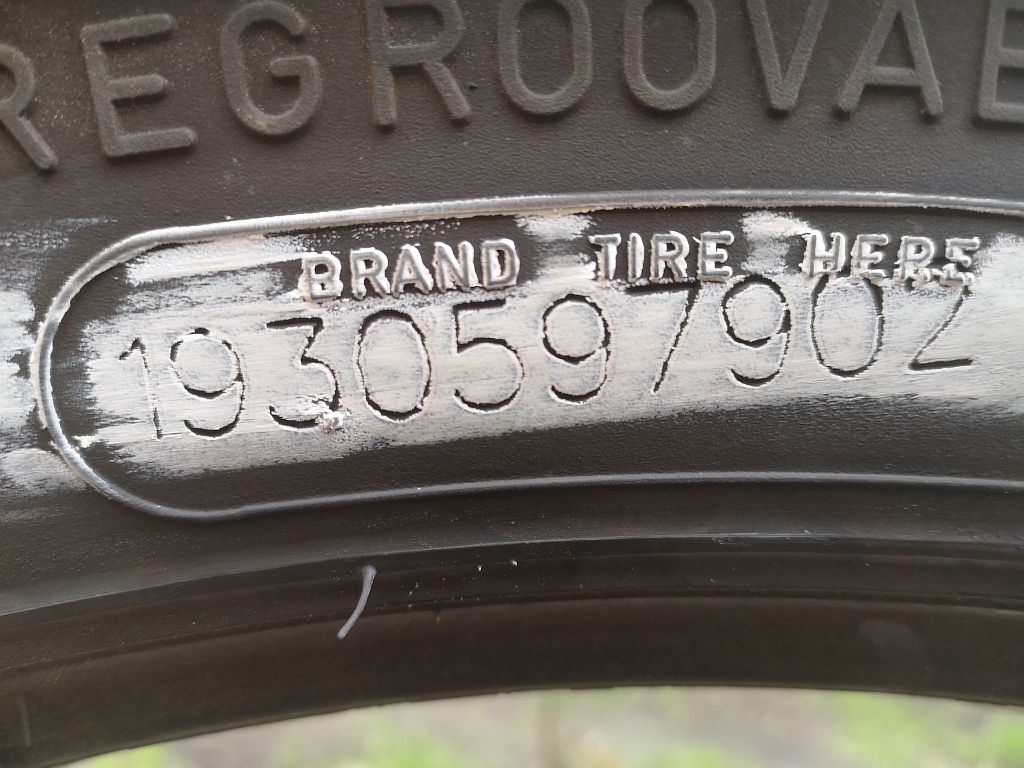 REGROOVAB
BRAND TIRE HERE
1930597902